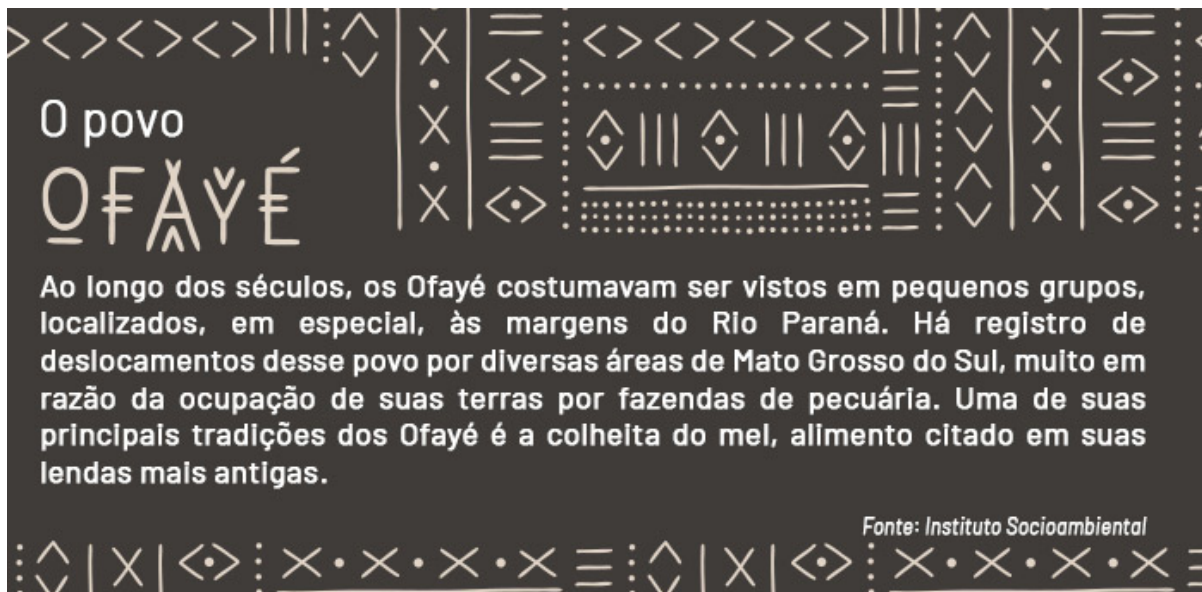 O povo
OFAYÉ
Ao longo dos séculos, os Ofayé costumavam ser vistos em pequenos grupos,
localizados, em especial, às margens do Rio Paraná. Há registro de
deslocamentos desse povo por diversas áreas de Mato Grosso do Sul, muito em
razão da ocupação de suas terras por fazendas de pecuária. Uma de suas
principais tradições dos Ofayé é a colheita do mel, alimento citado em suas
lendas mais antigas.
Fonte: Instituto Socioambiental